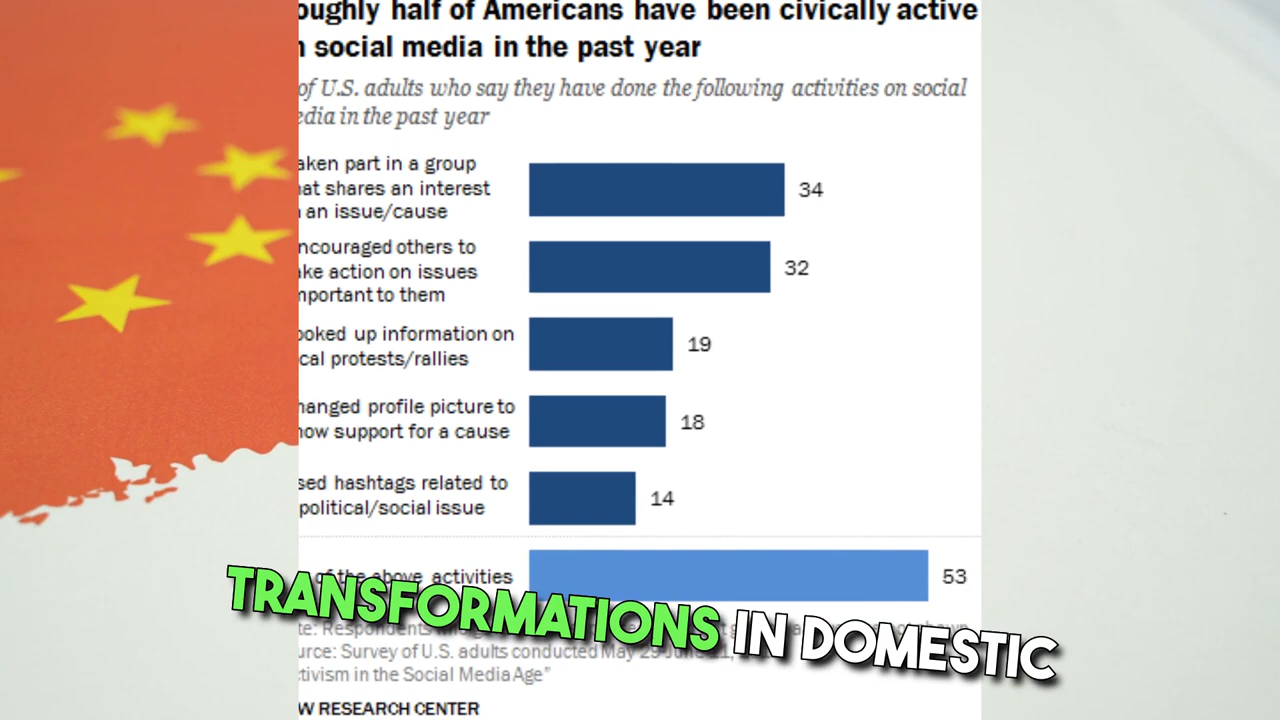 oughly half of Americans have been civically active
social media in the past year
of U.S. adults who say they have done the following activities on social
edia in the past year
aken part in a group
hat shares an interest
an issue/cause
34
ncouraged others to
ake action on issues
mportant to them
32
ooked up information on
cal protests/rallies
19
hanged profile picture to
how support for a cause
18
sed hashtags related to
political/social issue
14
of the above activities
53
TRANSFORMATIONS IN DOMESTIC
te: Respondents
urce: Survey of U.S. adults conducted May 29-June 11,
ctivism in the Social Media Age”
W RESEARCH CENTER